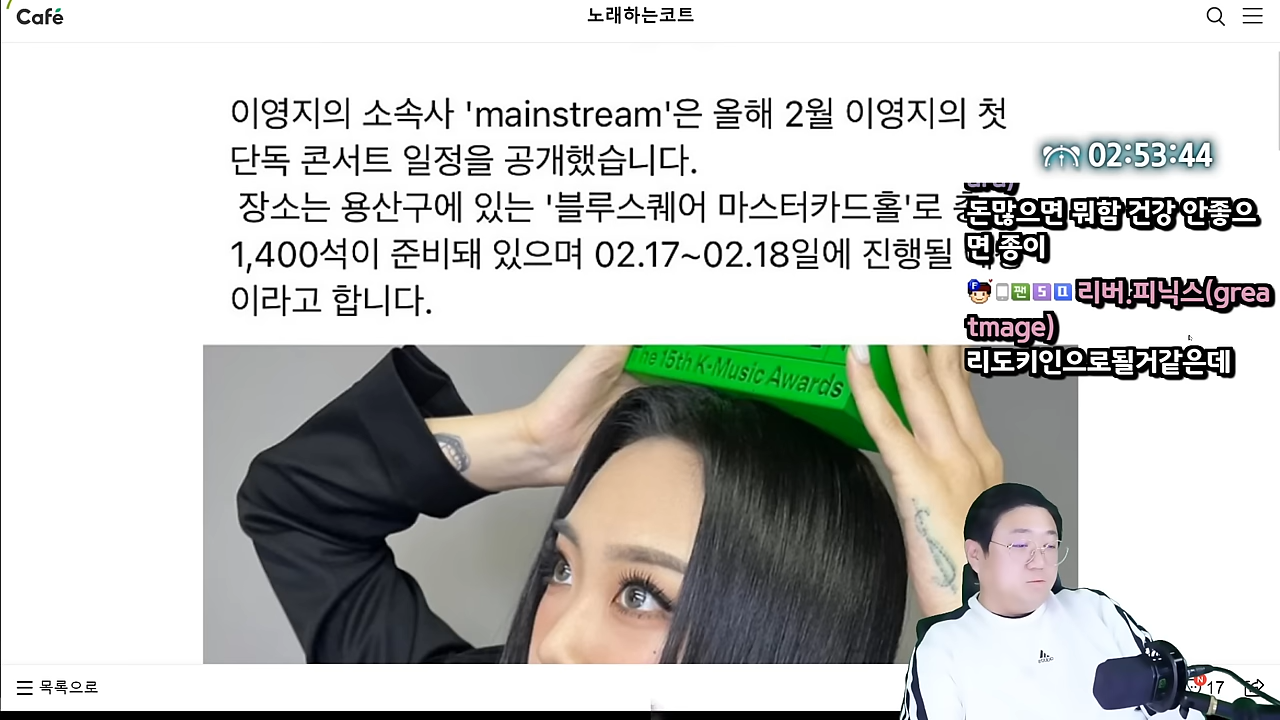 Café
노래하는코트
이영지의 소속사 'mainstream'은 올해 2월 이영지의 첫
단독 콘서트 일정을 공개했습니다.
장소는 용산구에 있는 '블루스퀘어 마스터카드홀'로
1,400석이 준비돼 있으며 02.17~02.18일에 진행될
이라고 합니다.
02:53:44
돈많으면 뭐함 건강 안좋으
면 종이
팬 리버.피닉스(grea
tmage)
리도키인으로될거같은데
The 15th K-Music Awards
목록으로
17